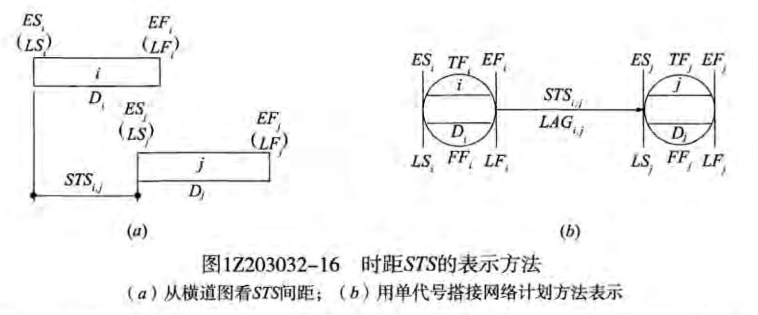 ES_i EF_i
(LS_i) (LF_i)
i
D_i
ES_j EF_j
(LS_j) (LF_j)
j
STS_{i,j}
D_j
(a)
ES_i TF_i EF_i
i
D_i
LS_i FF_i LF_i
STS_{i,j}
LAG_{i,j}
ES_j TF_j EF_j
j
D_j
LS_j FF_j LF_j
(b)
图1Z203032-16 时距STS的表示方法
(a)从横道图看STS间距；(b)用单代号搭接网络计划方法表示